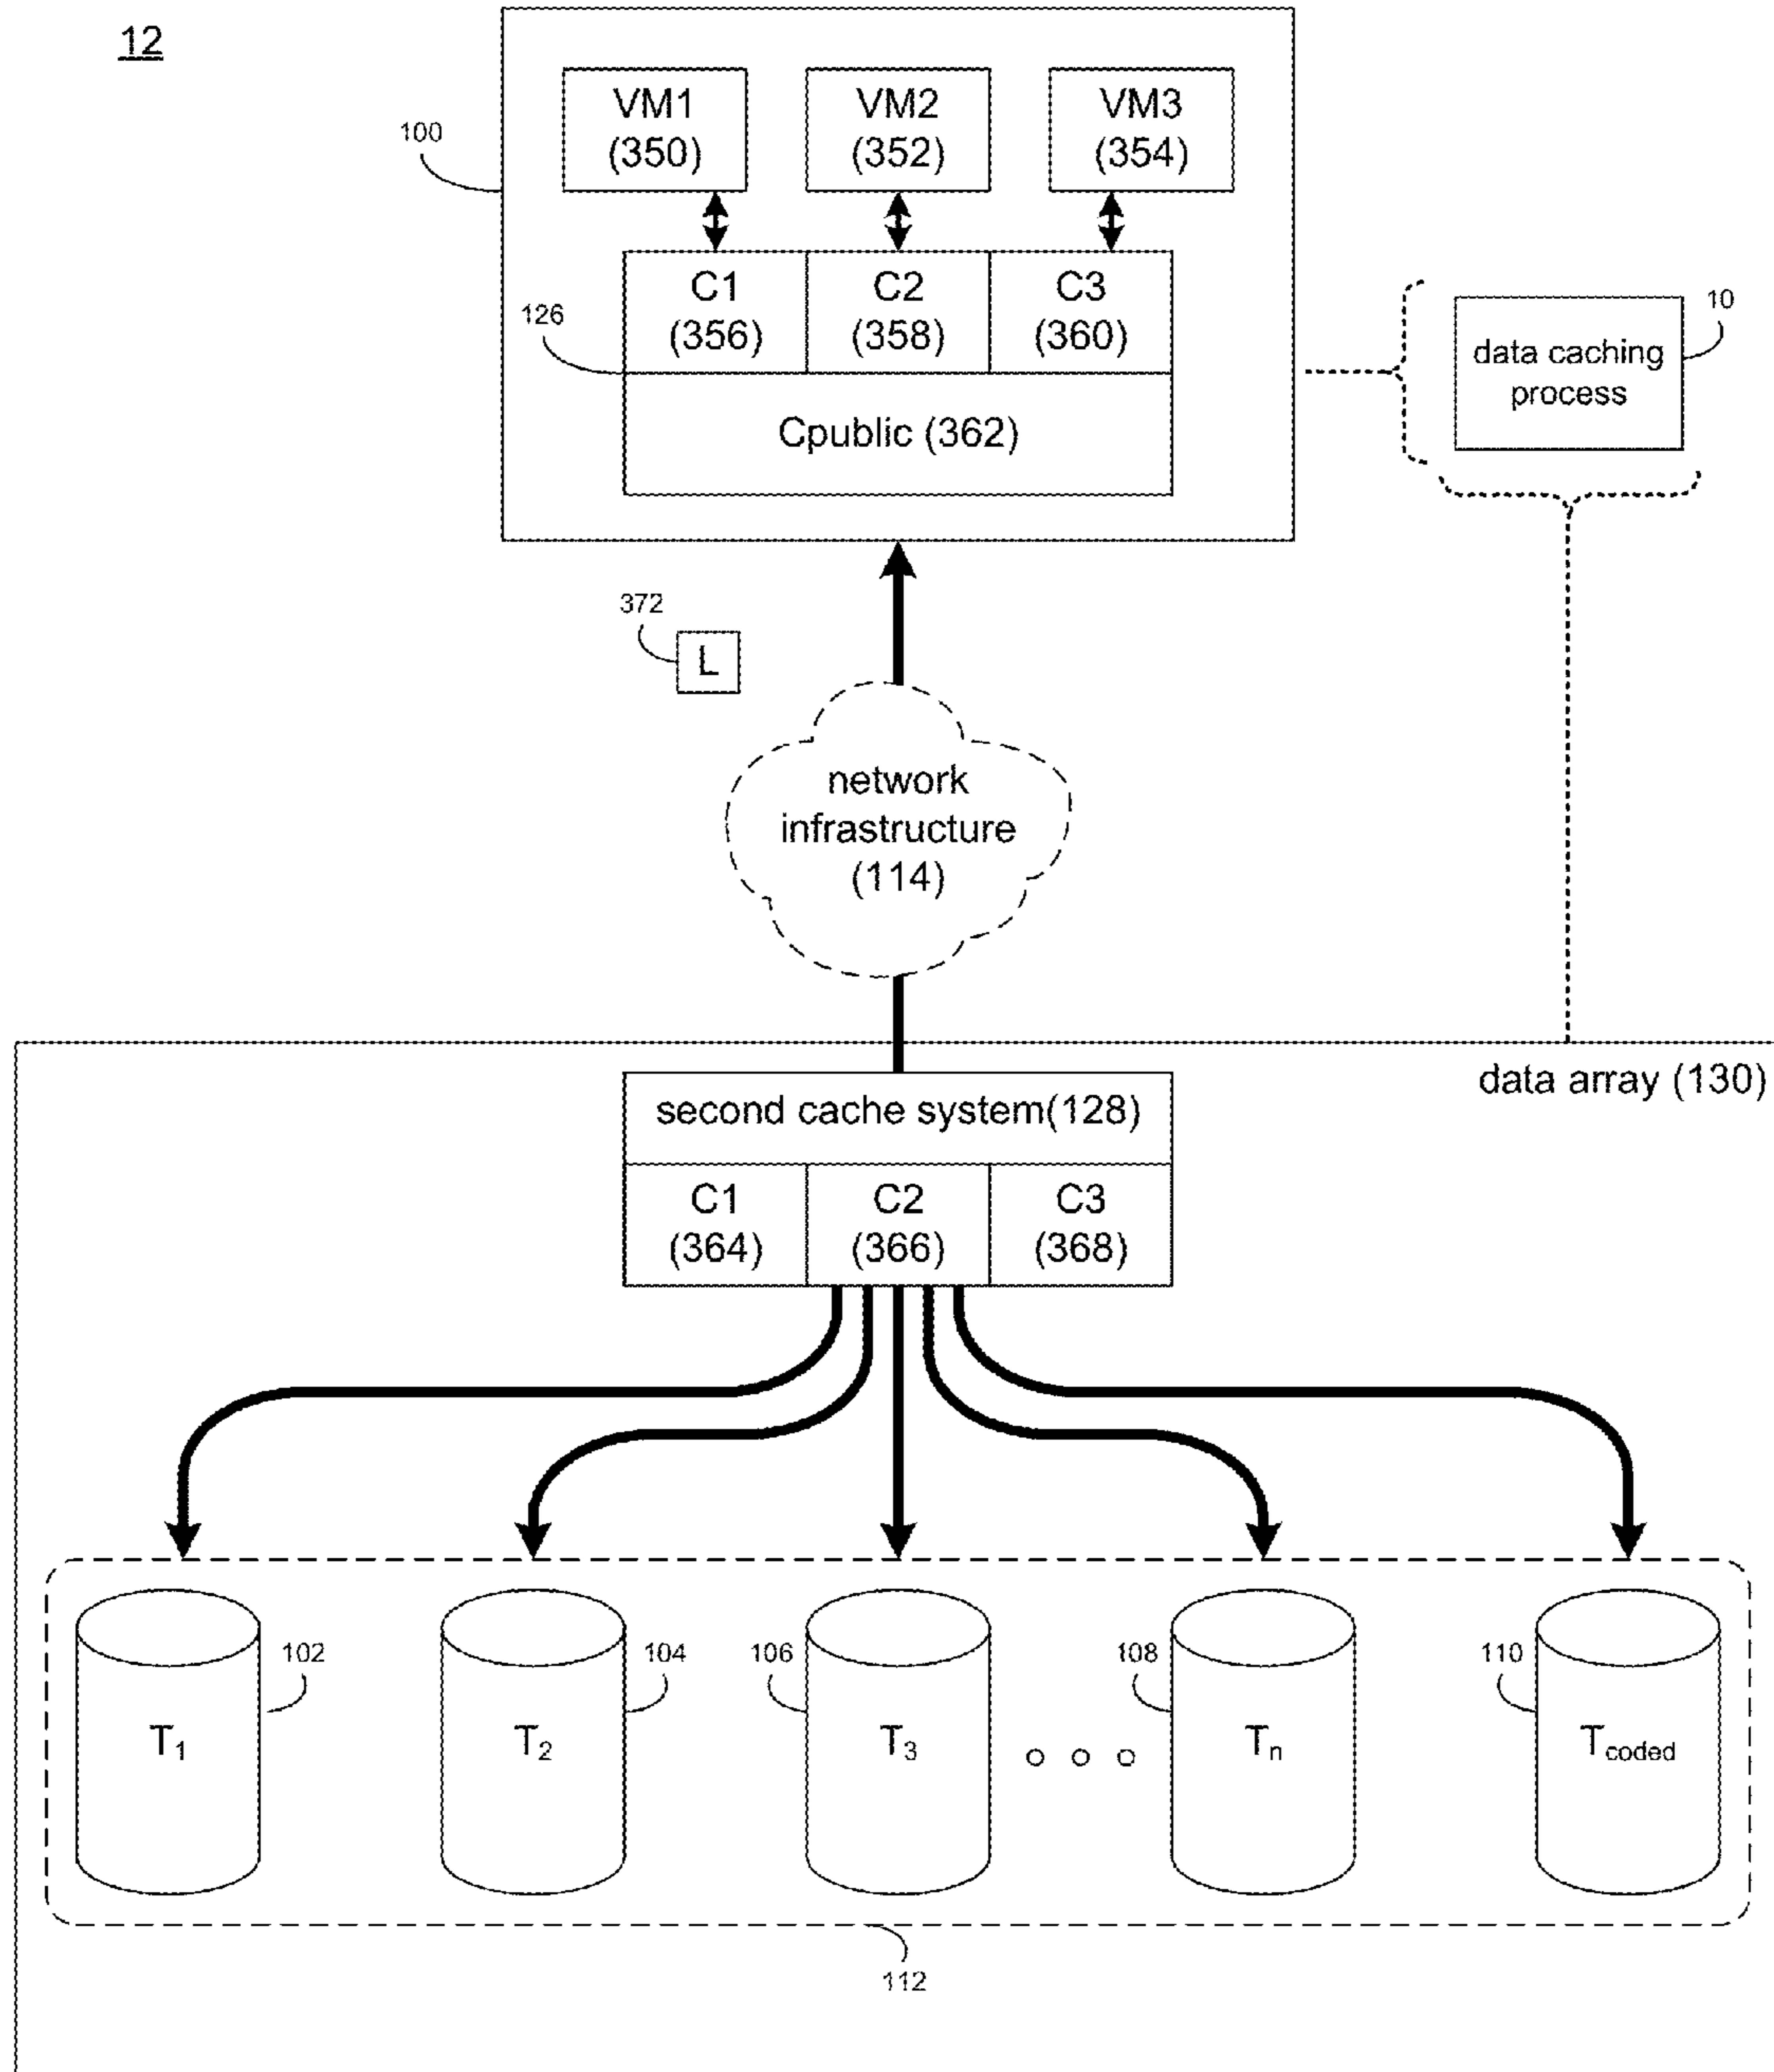 12
VM1
(350)
VM2
(352)
VM3
(354)
100
C1
(356)
C2
(358)
C3
(360)
126
Cpublic (362)
10
data caching
process
372
L
network
infrastructure
(114)
data array (130)
second cache system(128)
C1
(364)
C2
(366)
C3
(368)
102
104
106
108
110
T1
T2
T3
Tn
Tcoded
112